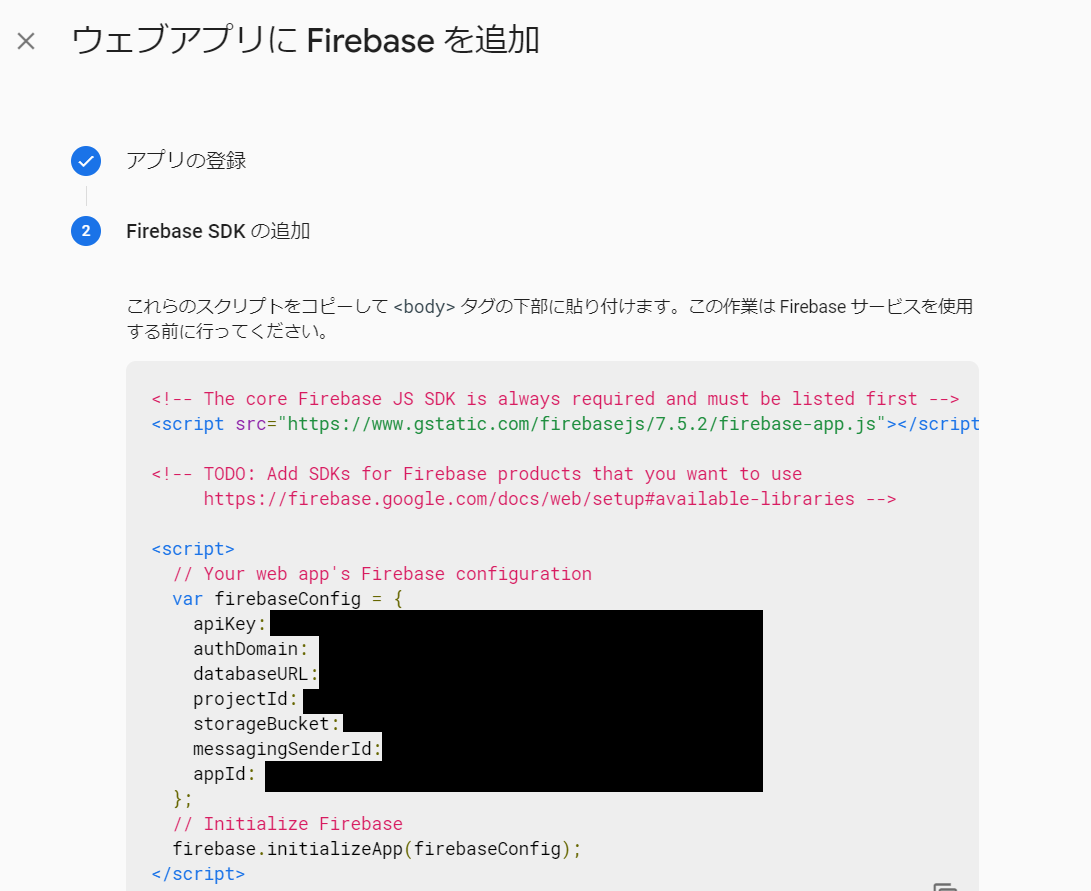 ウェブアプリに Firebase を追加
アプリの登録
2 Firebase SDK の追加
これらのスクリプトをコピーして <body> タグの下部に貼り付けます。この作業は Firebase サービスを使用
する前に行ってください。
<!-- The core Firebase JS SDK is always required and must be listed first -->
<script src="https://www.gstatic.com/firebasejs/7.5.2/firebase-app.js"></script
<!-- TODO: Add SDKs for Firebase products that you want to use
https://firebase.google.com/docs/web/setup#available-libraries -->
<script>
// Your web app's Firebase configuration
var firebaseConfig = {
apiKey:
authDomain:
databaseURL:
projectId:
storageBucket:
messagingSenderId:
appId:
};
// Initialize Firebase
firebase.initializeApp(firebaseConfig);
</script>